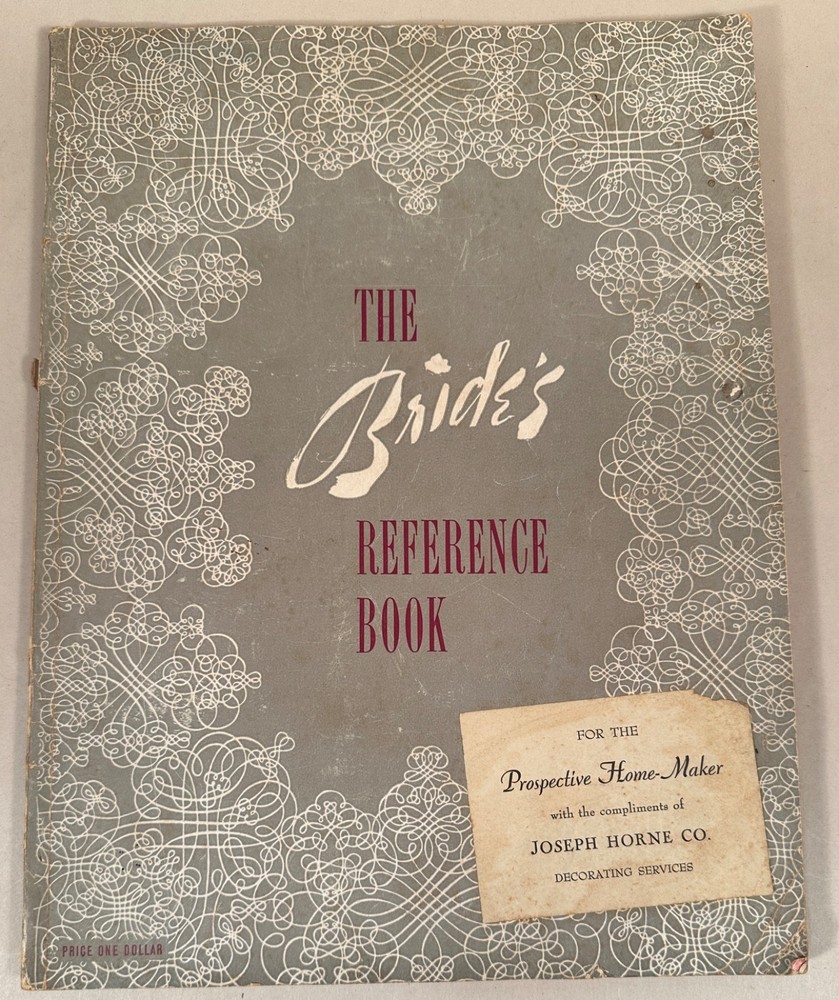 THE
Bride's
REFERENCE
BOOK
FOR THE
Prospective Home-Maker
with the compliments of
JOSEPH HORNE CO.
DECORATING SERVICES
PRICE ONE DOLLAR